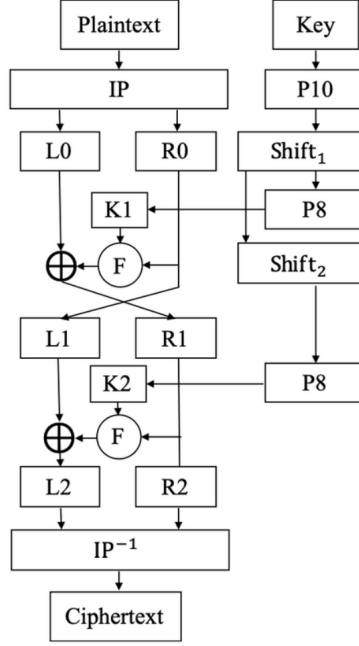 Plaintext
Key
IP
P10
L0
R0
Shift₁
K1
P8
F
Shift₂
L1
R1
K2
P8
F
L2
R2
IP⁻¹
Ciphertext